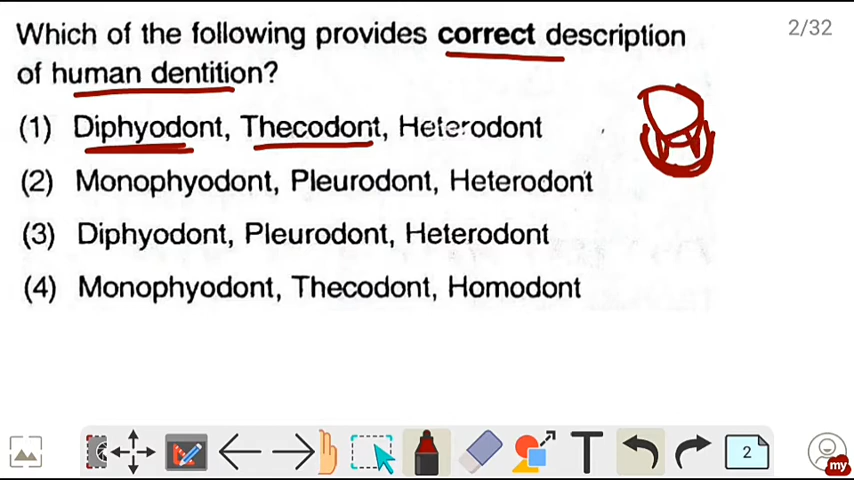 Which of the following provides correct description
2/32
of human dentition?
(1) Diphyodont, Thecodont, Heterodont
(2) Monophyodont, Pleurodont, Heterodont
(3) Diphyodont, Pleurodont, Heterodont
(4) Monophyodont, Thecodont, Homodont
T
2
my